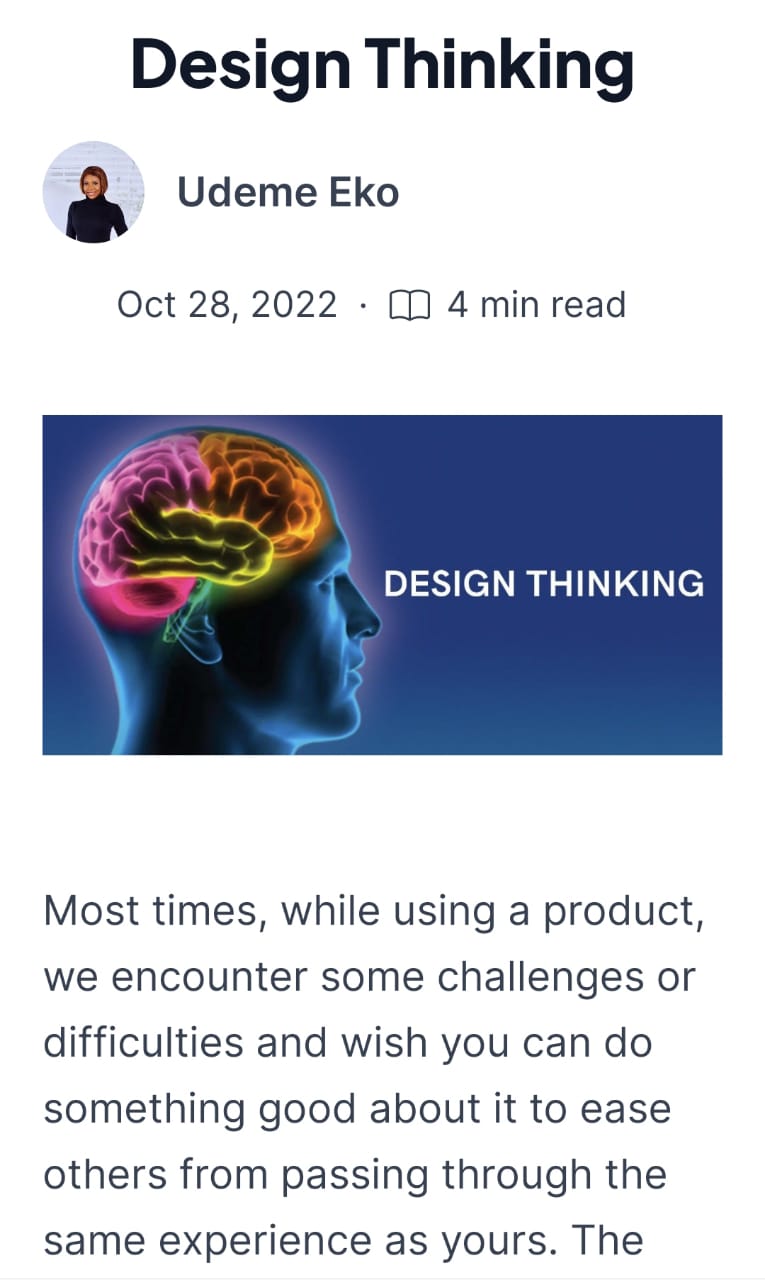 Design Thinking
Udeme Eko
Oct 28, 2022 · 4 min read
DESIGN THINKING
Most times, while using a product,
we encounter some challenges or
difficulties and wish you can do
something good about it to ease
others from passing through the
same experience as yours. The